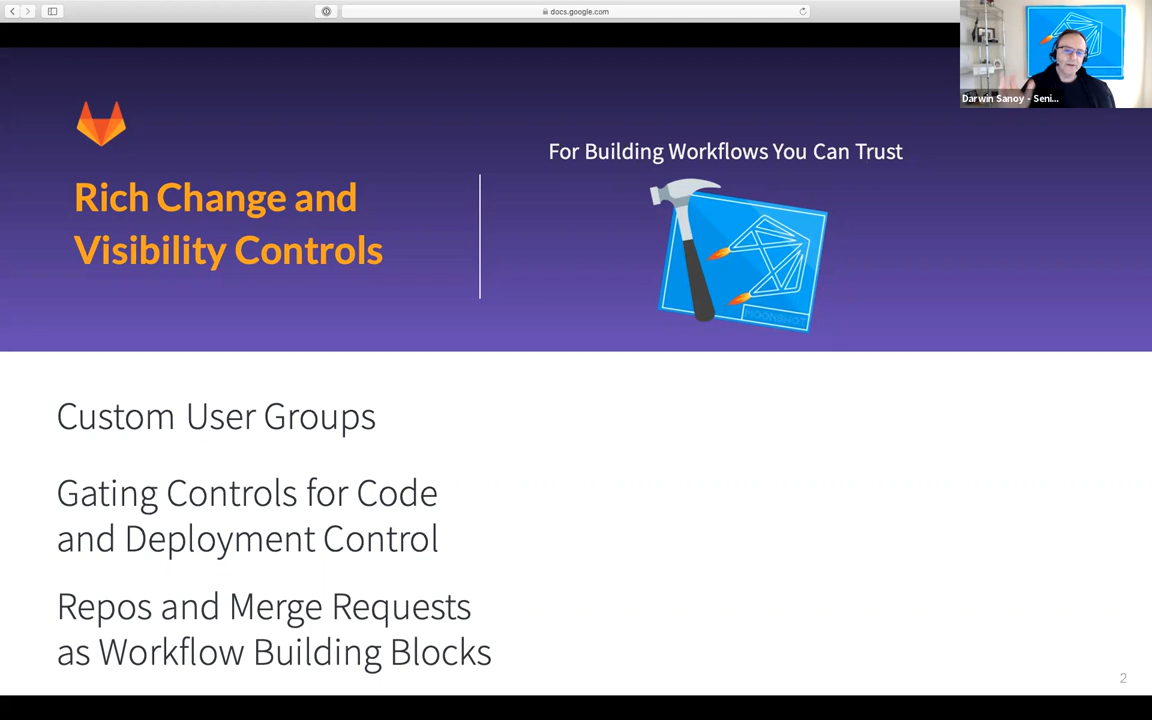 docs.google.com
Darwin Sanoy - Seni...
For Building Workflows You Can Trust
Rich Change and
Visibility Controls
MOONSHOT
Custom User Groups
Gating Controls for Code
and Deployment Control
Repos and Merge Requests
as Workflow Building Blocks
2